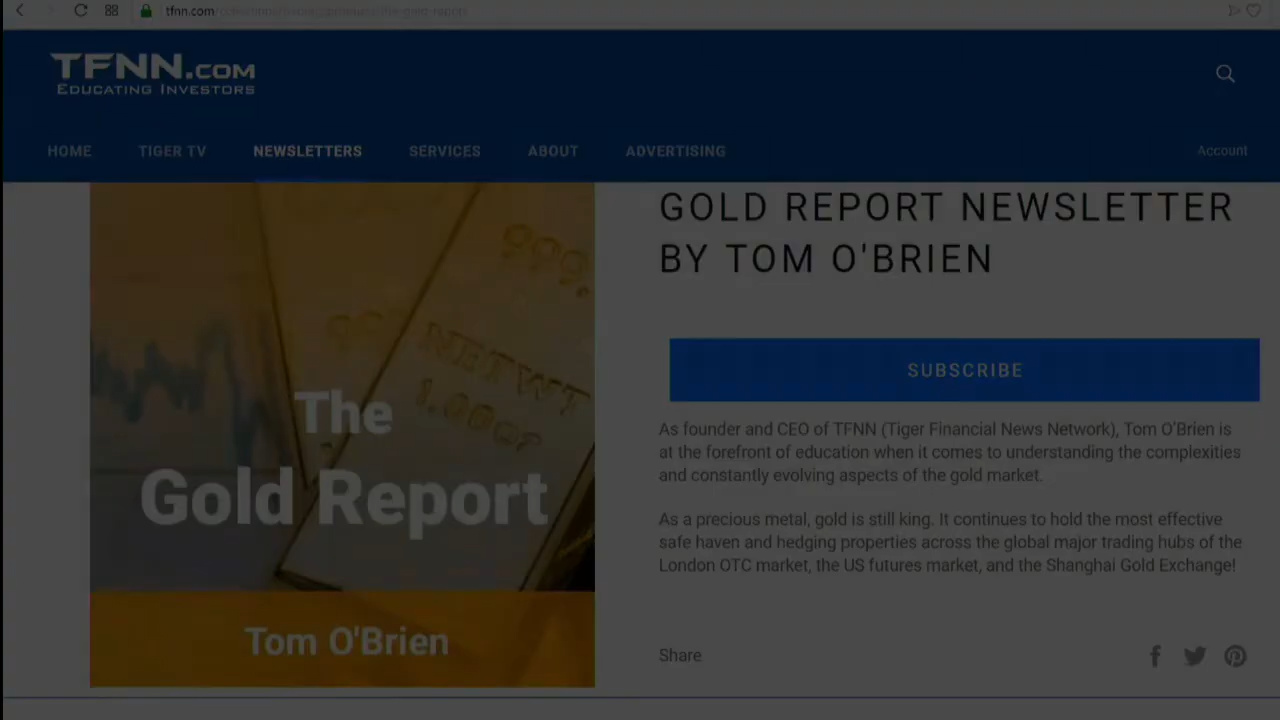 tfnn.com
TFNN.COM
EDUCATING INVESTORS
HOME TIGER TV NEWSLETTERS SERVICES ABOUT ADVERTISING Account
GOLD REPORT NEWSLETTER
BY TOM O'BRIEN
999.
NET WT
1.00oz
The
Gold Report
Tom O'Brien
SUBSCRIBE
As founder and CEO of TFNN (Tiger Financial News Network), Tom O'Brien is
at the forefront of education when it comes to understanding the complexities
and constantly evolving aspects of the gold market.
As a precious metal, gold is still king. It continues to hold the most effective
safe haven and hedging properties across the global major trading hubs of the
London OTC market, the US futures market, and the Shanghai Gold Exchange!
Share